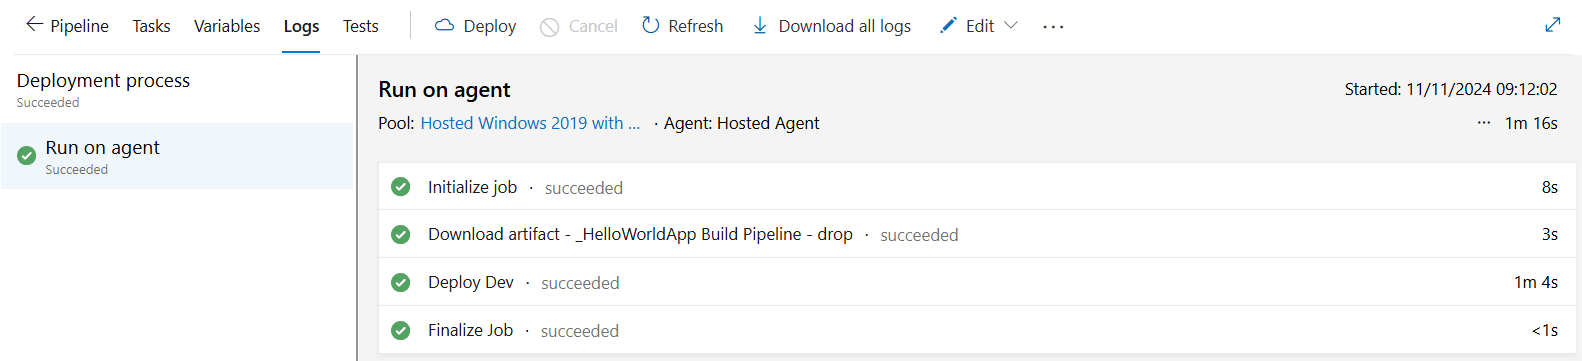 Pipeline Tasks Variables Logs Tests Deploy Cancel Refresh Download all logs Edit ...
Deployment process
Succeeded
Run on agent
Succeeded
Run on agent Started: 11/11/2024 09:12:02
Pool: Hosted Windows 2019 with ... · Agent: Hosted Agent ... 1m 16s
Initialize job · succeeded 8s
Download artifact - _HelloWorldApp Build Pipeline - drop · succeeded 3s
Deploy Dev · succeeded 1m 4s
Finalize Job · succeeded <1s